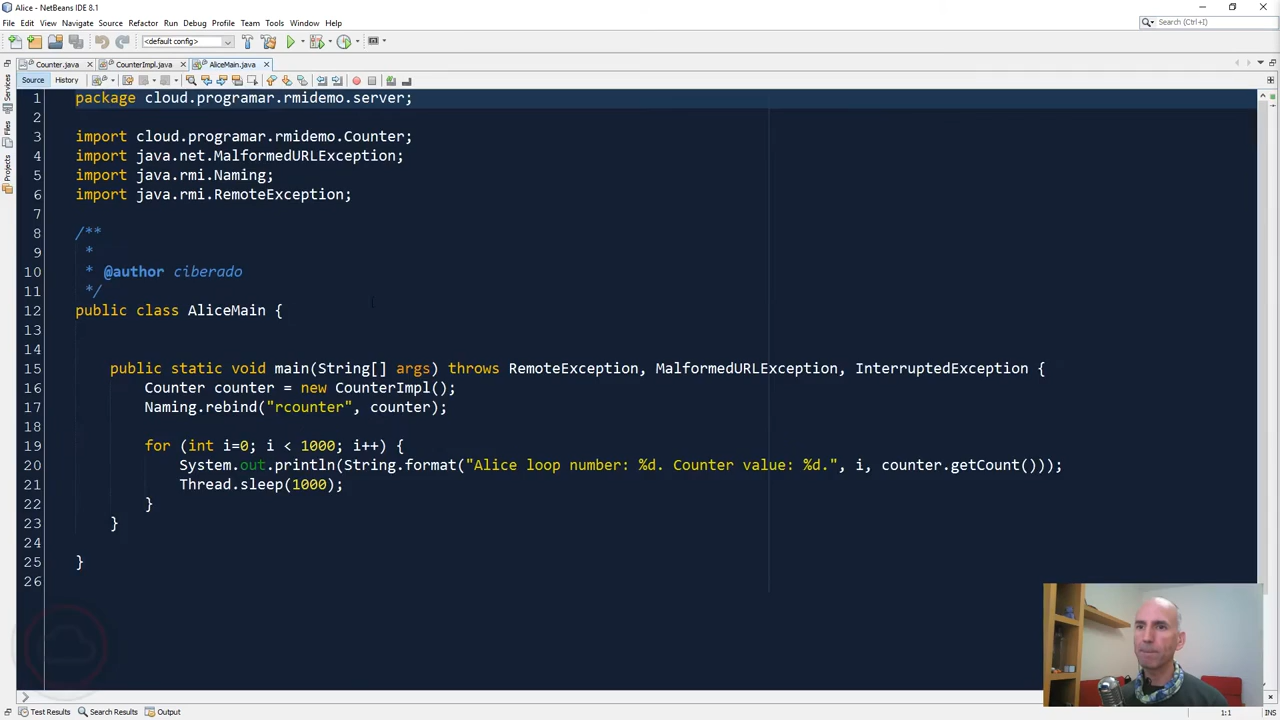 Alice - NetBeans IDE 8.1
File Edit View Navigate Source Refactor Run Debug Profile Team Tools Window Help
<default config>
Search (Ctrl+I)
Counter.java CounterImpl.java AliceMain.java
Source History
Services
Files
Projects
1 package cloud.programar.rmidemo.server;
2
3 import cloud.programar.rmidemo.Counter;
4 import java.net.MalformedURLException;
5 import java.rmi.Naming;
6 import java.rmi.RemoteException;
7
8 /**
9 *
10 * @author ciberado
11 */
12 public class AliceMain {
13
14
15 public static void main(String[] args) throws RemoteException, MalformedURLException, InterruptedException {
16 Counter counter = new CounterImpl();
17 Naming.rebind("rcounter", counter);
18
19 for (int i=0; i < 1000; i++) {
20 System.out.println(String.format("Alice loop number: %d. Counter value: %d.", i, counter.getCount()));
21 Thread.sleep(1000);
22 }
23 }
24
25 }
26
Test Results Search Results Output
1:1 INS